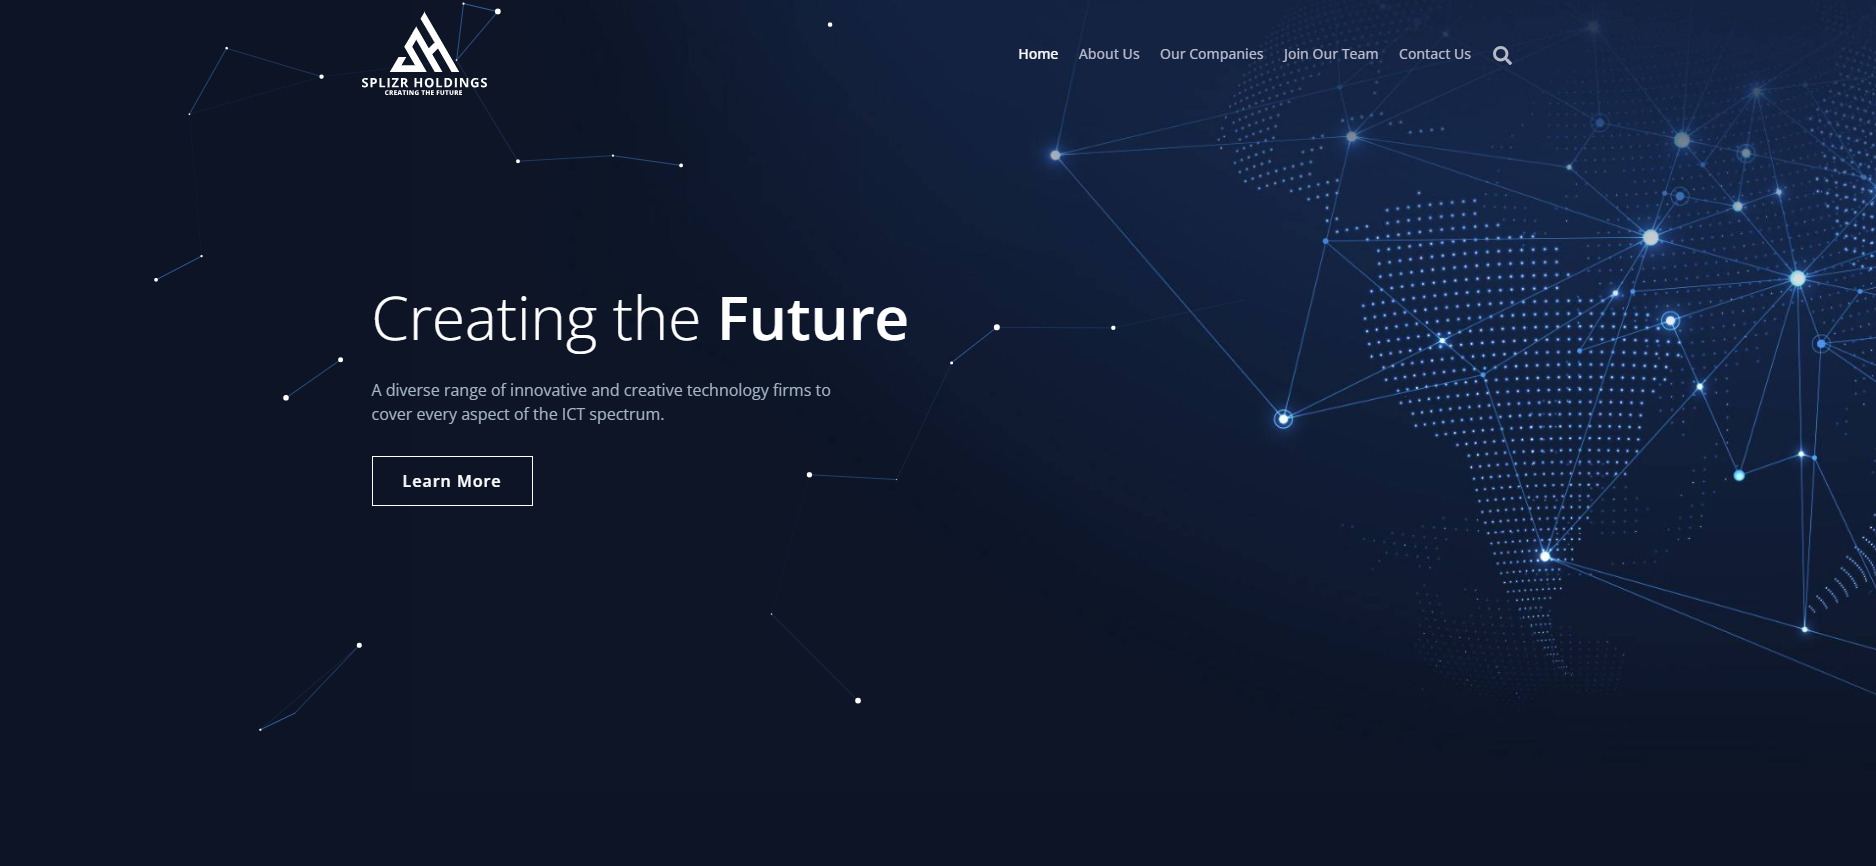 SPLIZR HOLDINGS
CREATING THE FUTURE
Home About Us Our Companies Join Our Team Contact Us
Creating the Future
A diverse range of innovative and creative technology firms to
cover every aspect of the ICT spectrum.
Learn More